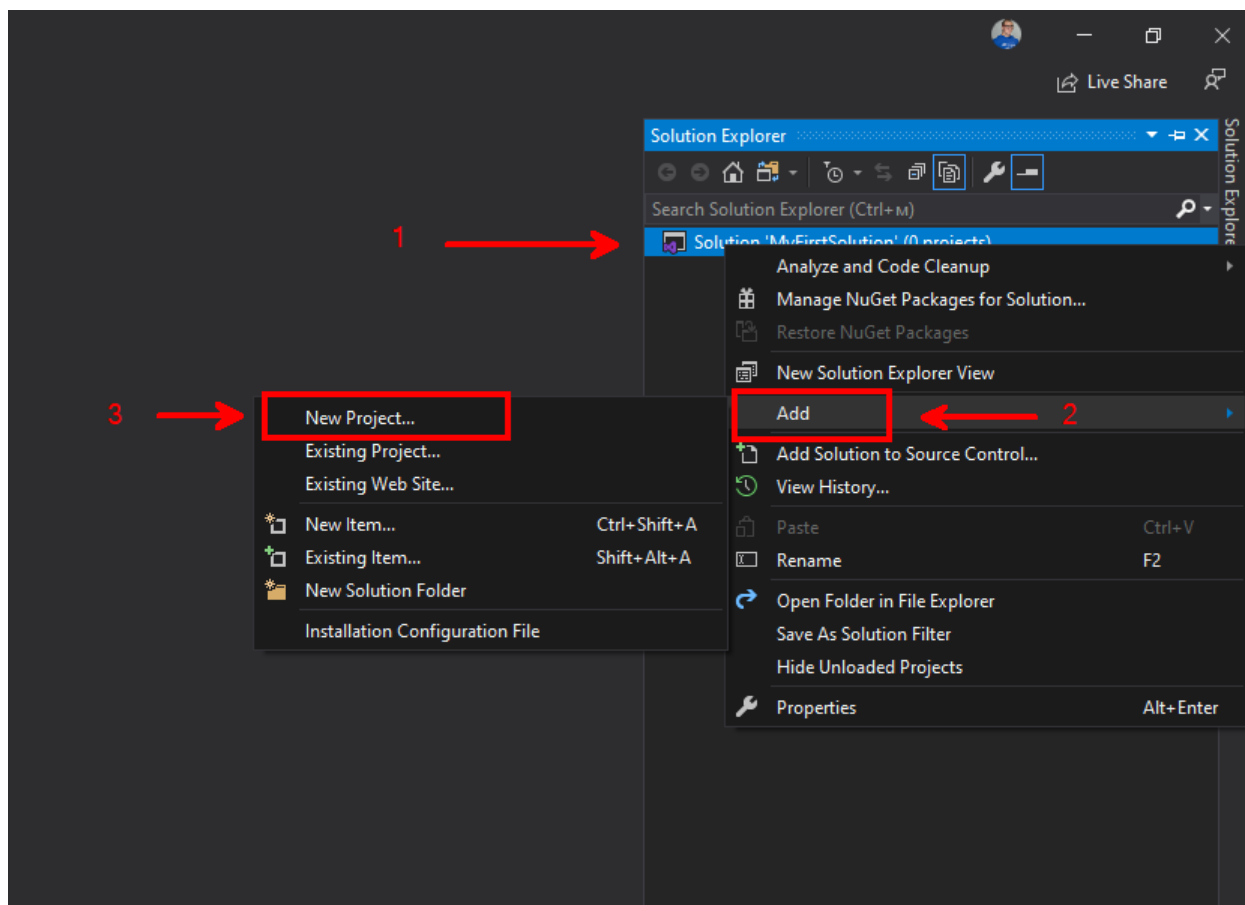 Live Share
Solution Explorer
Search Solution Explorer (Ctrl+м)
Solution Explore
1
Solution 'MyFirstSolution' (0 projects)
Analyze and Code Cleanup
Manage NuGet Packages for Solution...
Restore NuGet Packages
New Solution Explorer View
Add
2
Add Solution to Source Control...
View History...
Paste Ctrl+V
Rename F2
Open Folder in File Explorer
Save As Solution Filter
Hide Unloaded Projects
Properties Alt+Enter
3
New Project...
Existing Project...
Existing Web Site...
New Item... Ctrl+Shift+A
Existing Item... Shift+Alt+A
New Solution Folder
Installation Configuration File